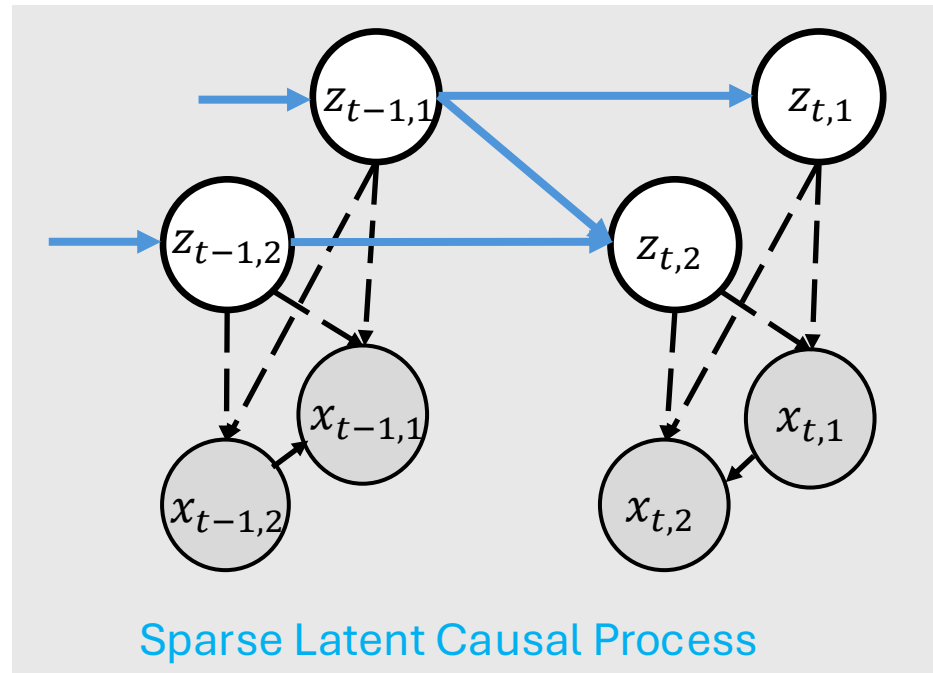 z_{t−1,1}
z_{t,1}
z_{t−1,2}
z_{t,2}
x_{t−1,1}
x_{t,1}
x_{t−1,2}
x_{t,2}
Sparse Latent Causal Process